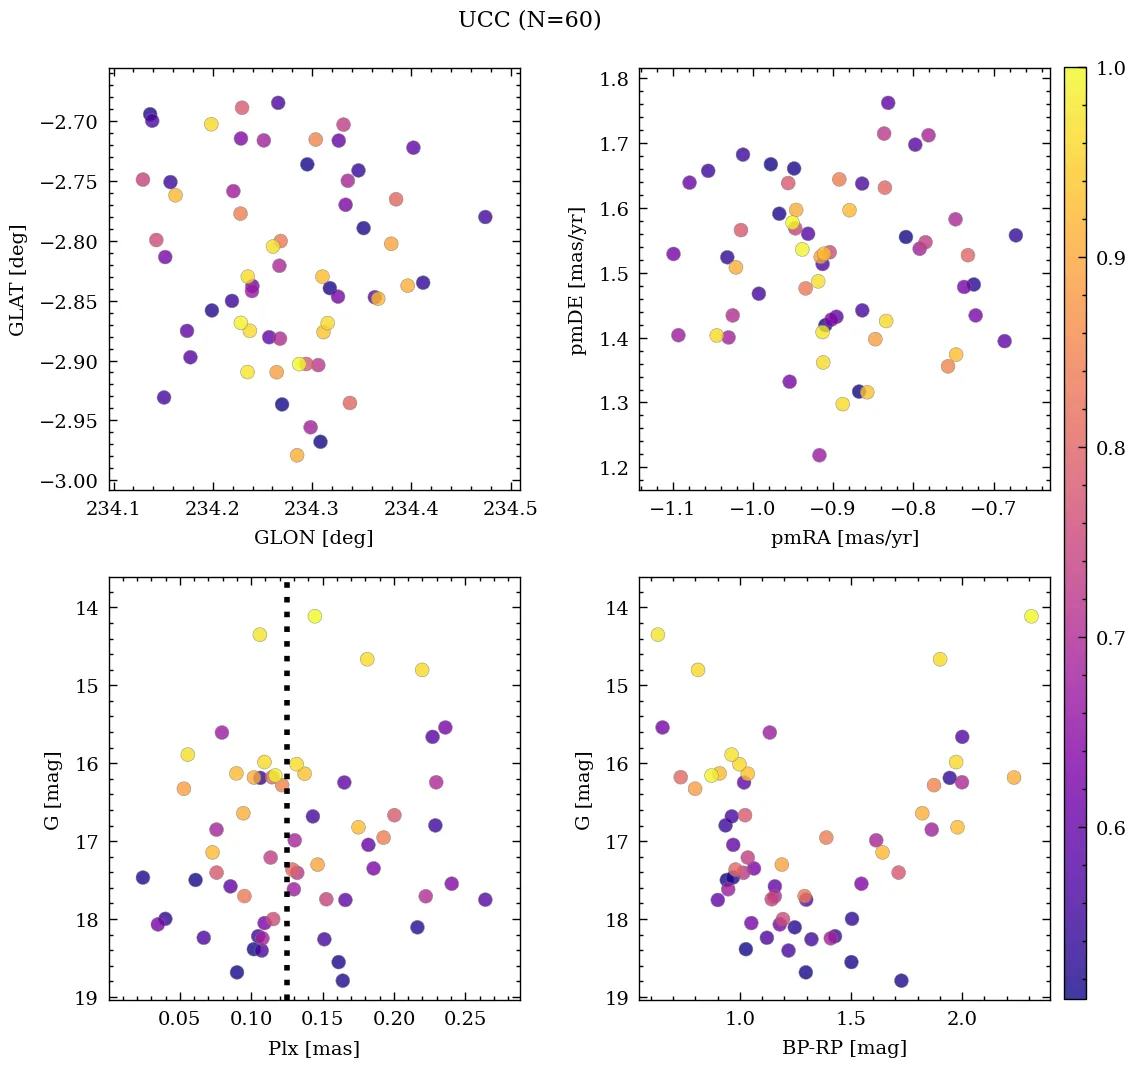 UCC (N=60)
−2.70
−2.75
−2.80
−2.85
−2.90
−2.95
−3.00
GLAT [deg]
234.1 234.2 234.3 234.4 234.5
GLON [deg]
1.8
1.7
1.6
1.5
1.4
1.3
1.2
pmDE [mas/yr]
−1.1 −1.0 −0.9 −0.8 −0.7
pmRA [mas/yr]
1.0
0.9
0.8
0.7
0.6
14
15
16
17
18
19
G [mag]
0.05 0.10 0.15 0.20 0.25
Plx [mas]
14
15
16
17
18
19
G [mag]
1.0 1.5 2.0
BP-RP [mag]